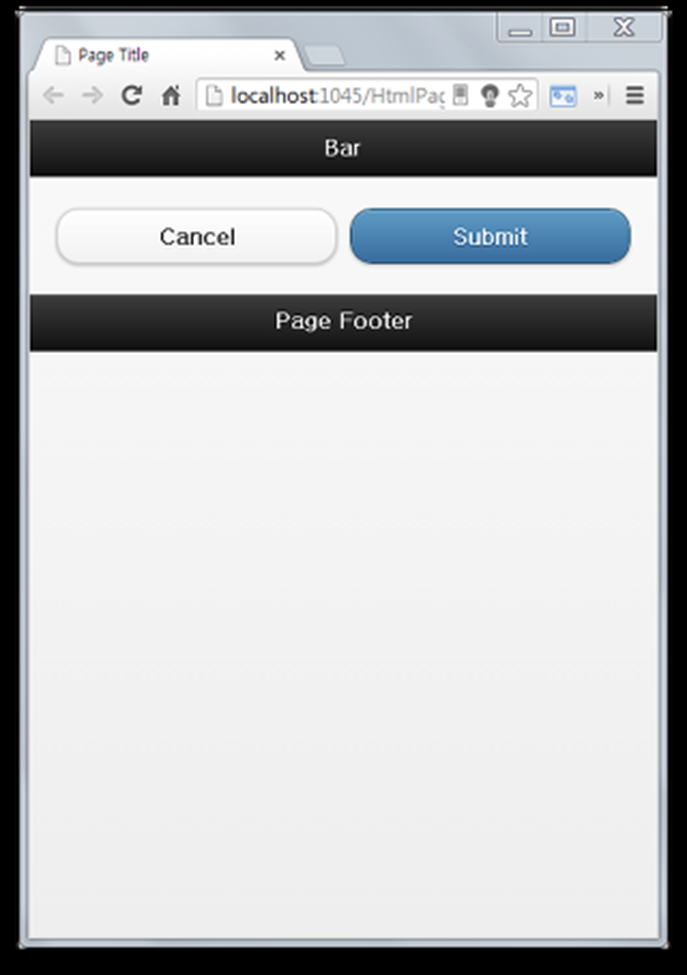 Page Title
localhost:1045/HtmlPag
Bar
Cancel
Submit
Page Footer